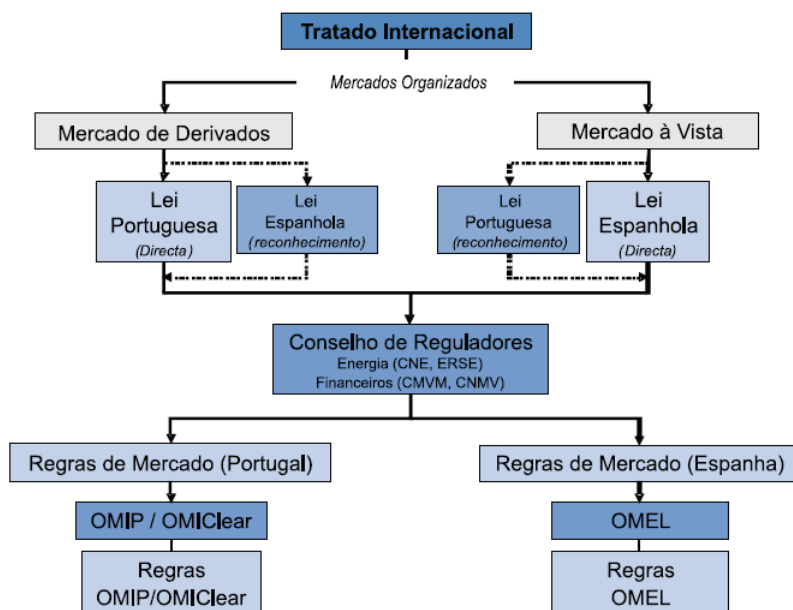 Tratado Internacional
Mercados Organizados
Mercado de Derivados
Mercado à Vista
Lei
Portuguesa
(Directa)
Lei
Espanhola
(reconhecimento)
Lei
Portuguesa
(reconhecimento)
Lei
Espanhola
(Directa)
Conselho de Reguladores
Energia (CNE, ERSE)
Financeiros (CMVM, CNMV)
Regras de Mercado (Portugal)
Regras de Mercado (Espanha)
OMIP / OMIClear
OMEL
Regras
OMIP/OMIClear
Regras
OMEL